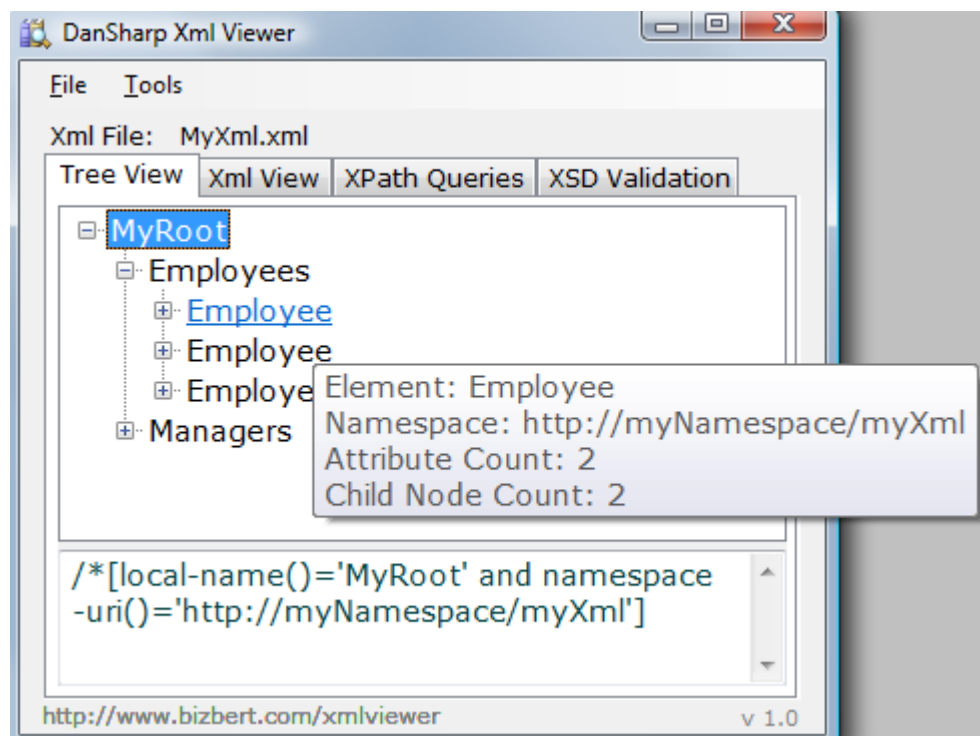 DanSharp Xml Viewer
File Tools
Xml File: MyXml.xml
Tree View Xml View XPath Queries XSD Validation
MyRoot
Employees
Employee
Employee
Employe
Managers
Element: Employee
Namespace: http://myNamespace/myXml
Attribute Count: 2
Child Node Count: 2
/*[local-name()='MyRoot' and namespace
-uri()='http://myNamespace/myXml']
http://www.bizbert.com/xmlviewer v 1.0